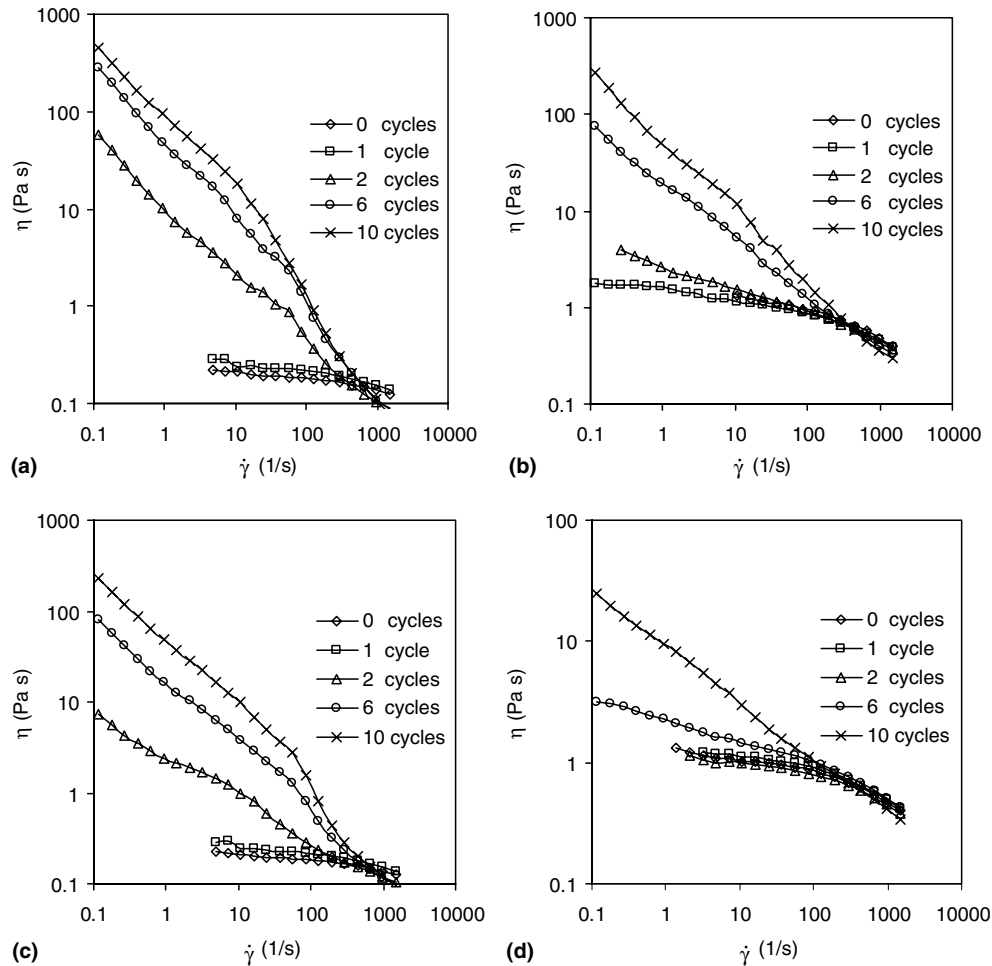 1000
100
10
1
0.1
η (Pa s)
0 cycles
1 cycle
2 cycles
6 cycles
10 cycles
0.1 1 10 100 1000 10000
(a)
γ̇ (1/s)
1000
100
10
1
0.1
η (Pa s)
0 cycles
1 cycle
2 cycles
6 cycles
10 cycles
0.1 1 10 100 1000 10000
(b)
γ̇ (1/s)
1000
100
10
1
0.1
η (Pa s)
0 cycles
1 cycle
2 cycles
6 cycles
10 cycles
0.1 1 10 100 1000 10000
(c)
γ̇ (1/s)
100
10
1
0.1
η (Pa s)
0 cycles
1 cycle
2 cycles
6 cycles
10 cycles
0.1 1 10 100 1000 10000
(d)
γ̇ (1/s)